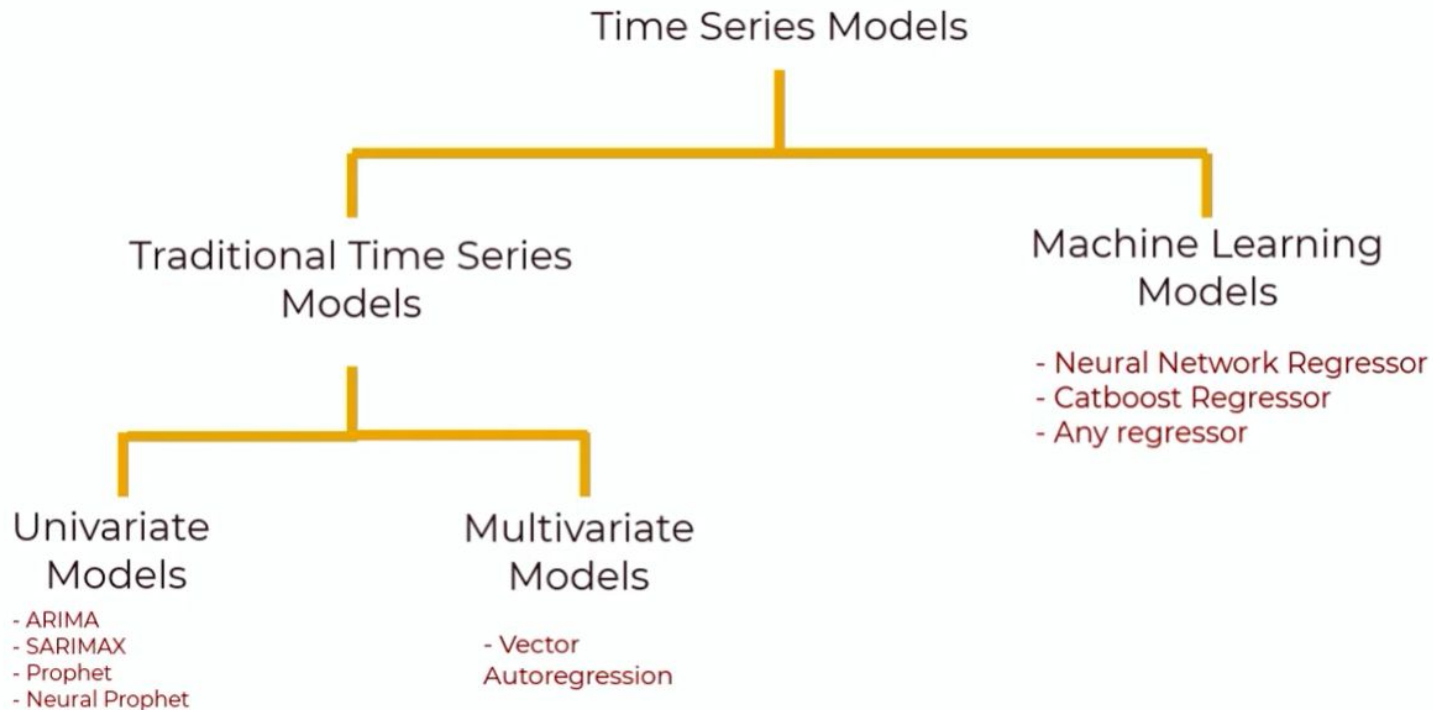 Time Series Models
Traditional Time Series
Models
Machine Learning
Models
- Neural Network Regressor
- Catboost Regressor
- Any regressor
Univariate
Models
- ARIMA
- SARIMAX
- Prophet
- Neural Prophet
Multivariate
Models
- Vector
Autoregression